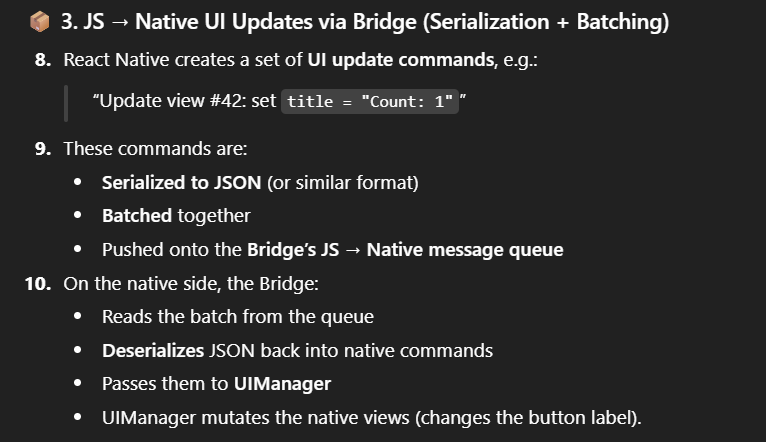 📦 3. JS → Native UI Updates via Bridge (Serialization + Batching)
8. React Native creates a set of UI update commands, e.g.:
“Update view #42: set title = "Count: 1" ”
9. These commands are:
• Serialized to JSON (or similar format)
• Batched together
• Pushed onto the Bridge’s JS → Native message queue
10. On the native side, the Bridge:
• Reads the batch from the queue
• Deserializes JSON back into native commands
• Passes them to UIManager
• UIManager mutates the native views (changes the button label).